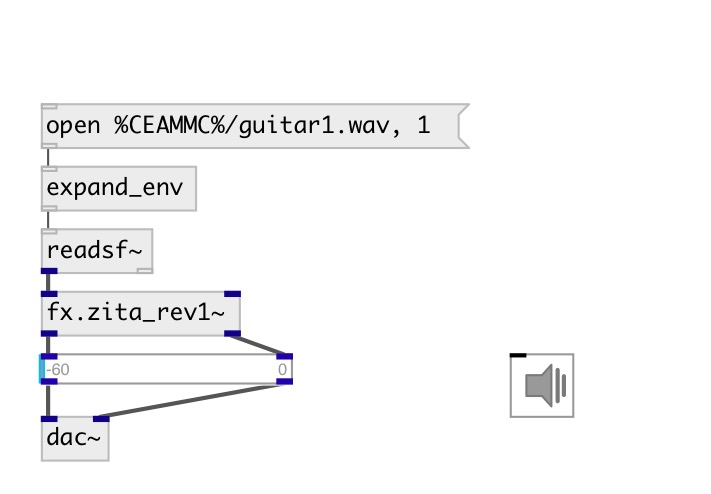 open %CEAMMC%/guitar1.wav, 1
expand_env
readsf~
fx.zita_rev1~
-60 0
dac~